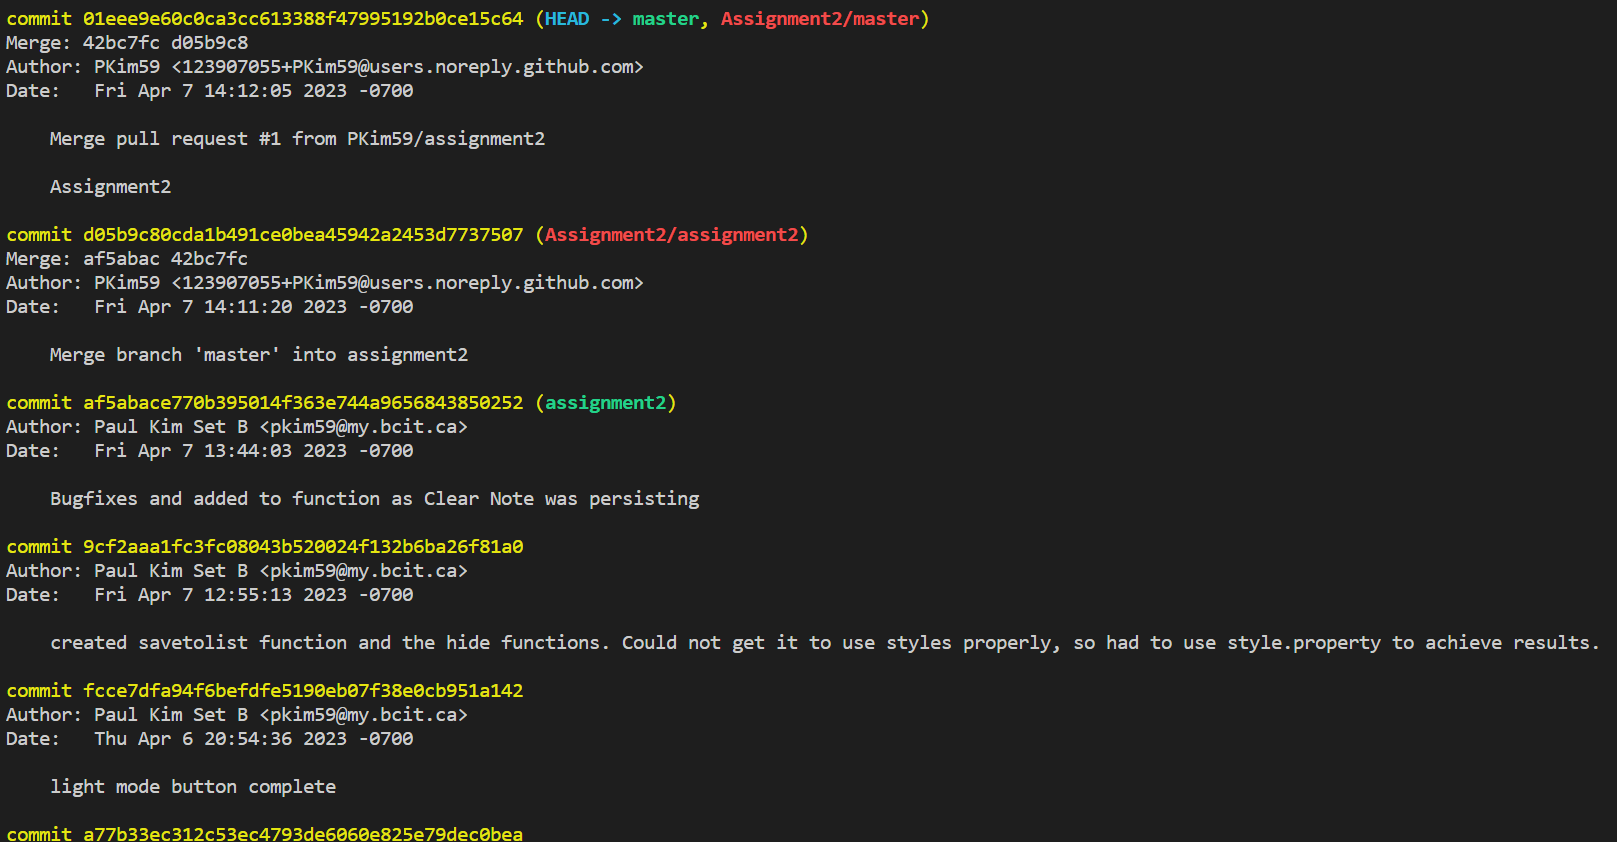 commit 01eee9e60c0ca3cc613388f47995192b0ce15c64 (HEAD -> master, Assignment2/master)
Merge: 42bc7fc d05b9c8
Author: PKim59 <123907055+PKim59@users.noreply.github.com>
Date:   Fri Apr 7 14:12:05 2023 -0700
    Merge pull request #1 from PKim59/assignment2
    Assignment2
commit d05b9c80cda1b491ce0bea45942a2453d7737507 (Assignment2/assignment2)
Merge: af5abac 42bc7fc
Author: PKim59 <123907055+PKim59@users.noreply.github.com>
Date:   Fri Apr 7 14:11:20 2023 -0700
    Merge branch 'master' into assignment2
commit af5abace770b395014f363e744a9656843850252 (assignment2)
Author: Paul Kim Set B <pkim59@my.bcit.ca>
Date:   Fri Apr 7 13:44:03 2023 -0700
    Bugfixes and added to function as Clear Note was persisting
commit 9cf2aaa1fc3fc08043b520024f132b6ba26f81a0
Author: Paul Kim Set B <pkim59@my.bcit.ca>
Date:   Fri Apr 7 12:55:13 2023 -0700
    created savetolist function and the hide functions. Could not get it to use styles properly, so had to use style.property to achieve results.
commit fcce7dfa94f6befdfe5190eb07f38e0cb951a142
Author: Paul Kim Set B <pkim59@my.bcit.ca>
Date:   Thu Apr 6 20:54:36 2023 -0700
    light mode button complete
commit a77b33ec312c53ec4793de6060e825e79dec0bea